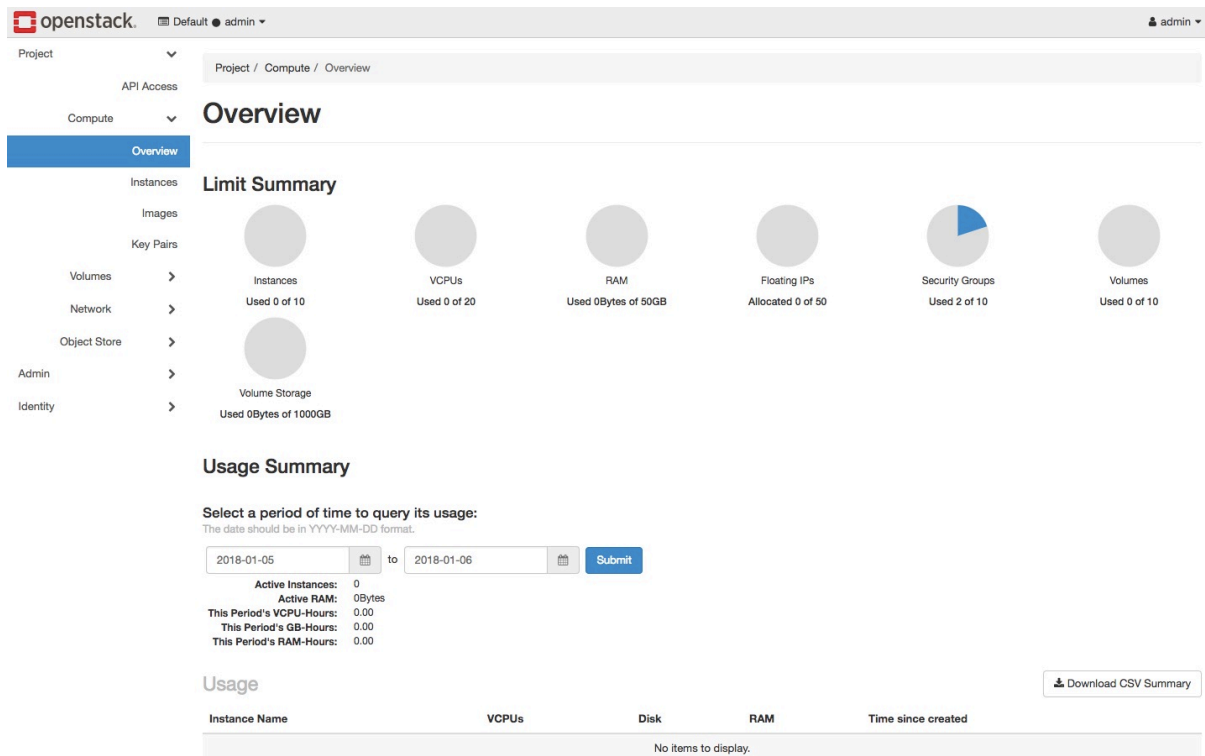 openstack. Default ● admin admin
Project
API Access
Compute
Overview
Instances
Images
Key Pairs
Volumes
Network
Object Store
Admin
Identity
Project / Compute / Overview
Overview
Limit Summary
Instances VCPUs RAM Floating IPs Security Groups Volumes
Used 0 of 10 Used 0 of 20 Used 0Bytes of 50GB Allocated 0 of 50 Used 2 of 10 Used 0 of 10
Volume Storage
Used 0Bytes of 1000GB
Usage Summary
Select a period of time to query its usage:
The date should be in YYYY-MM-DD format.
2018-01-05 to 2018-01-06 Submit
Active Instances: 0
Active RAM: 0Bytes
This Period's VCPU-Hours: 0.00
This Period's GB-Hours: 0.00
This Period's RAM-Hours: 0.00
Usage Download CSV Summary
Instance Name VCPUs Disk RAM Time since created
No items to display.